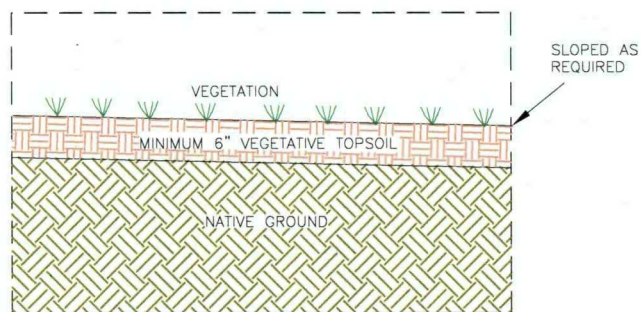 SLOPED AS
REQUIRED
VEGETATION
MINIMUM 6" VEGETATIVE TOPSOIL
NATIVE GROUND